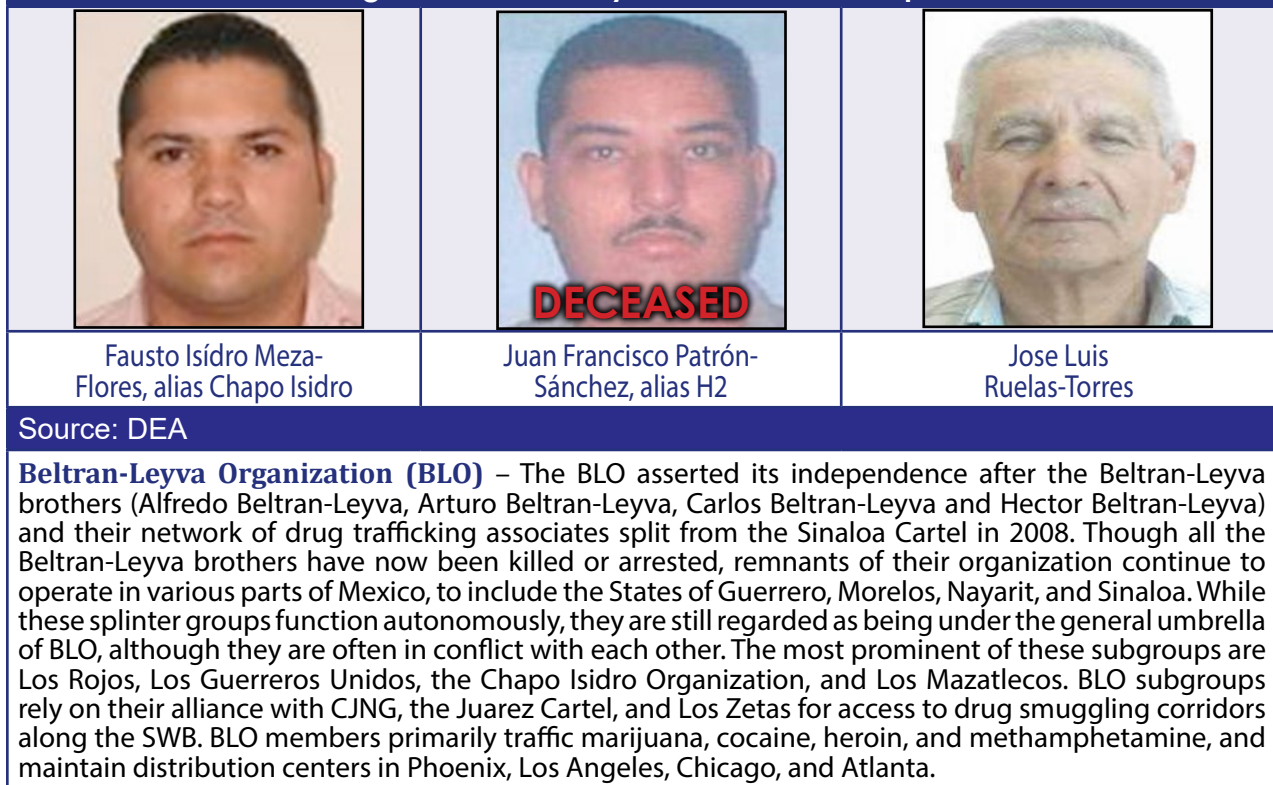 DECEASED
Fausto Isídro Meza-
Flores, alias Chapo Isidro
Juan Francisco Patrón-
Sánchez, alias H2
Jose Luis
Ruelas-Torres
Source: DEA
Beltran-Leyva Organization (BLO) – The BLO asserted its independence after the Beltran-Leyva
brothers (Alfredo Beltran-Leyva, Arturo Beltran-Leyva, Carlos Beltran-Leyva and Hector Beltran-Leyva)
and their network of drug trafficking associates split from the Sinaloa Cartel in 2008. Though all the
Beltran-Leyva brothers have now been killed or arrested, remnants of their organization continue to
operate in various parts of Mexico, to include the States of Guerrero, Morelos, Nayarit, and Sinaloa. While
these splinter groups function autonomously, they are still regarded as being under the general umbrella
of BLO, although they are often in conflict with each other. The most prominent of these subgroups are
Los Rojos, Los Guerreros Unidos, the Chapo Isidro Organization, and Los Mazatlecos. BLO subgroups
rely on their alliance with CJNG, the Juarez Cartel, and Los Zetas for access to drug smuggling corridors
along the SWB. BLO members primarily traffic marijuana, cocaine, heroin, and methamphetamine, and
maintain distribution centers in Phoenix, Los Angeles, Chicago, and Atlanta.